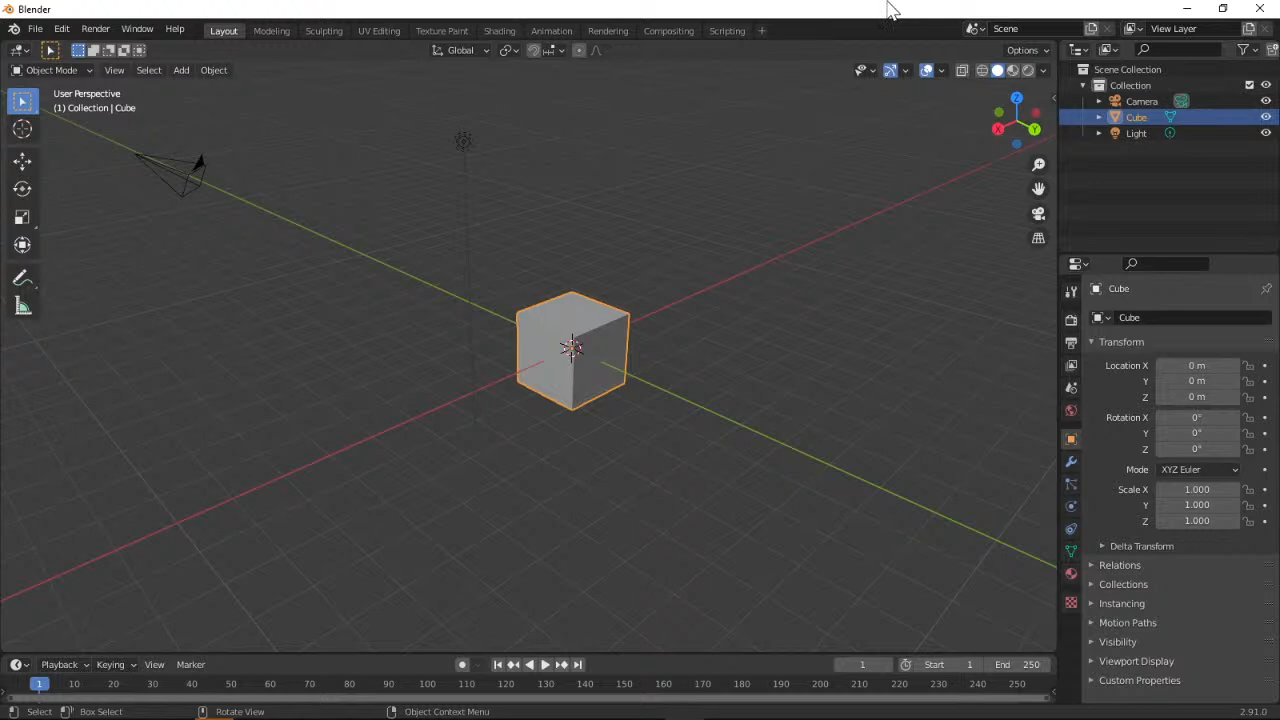 Blender
File Edit Render Window Help
Layout Modeling Sculpting UV Editing Texture Paint Shading Animation Rendering Compositing Scripting +
Scene
View Layer
Global
Options
Object Mode View Select Add Object
User Perspective
(1) Collection | Cube
Z
X
Y
Scene Collection
Collection
Camera
Cube
Light
Cube
Cube
Transform
Location X 0 m
Y 0 m
Z 0 m
Rotation X 0°
Y 0°
Z 0°
Mode XYZ Euler
Scale X 1.000
Y 1.000
Z 1.000
Delta Transform
Relations
Collections
Instancing
Motion Paths
Visibility
Viewport Display
Custom Properties
Playback Keying View Marker
1 Start 1 End 250
1 10 20 30 40 50 60 70 80 90 100 110 120 130 140 150 160 170 180 190 200 210 220 230 240 250
Select Box Select Rotate View Object Context Menu 2.91.0